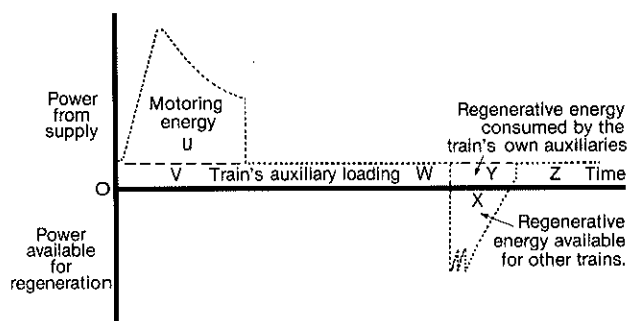 Power
from
supply
Motoring
energy
U
Regenerative energy
consumed by the
train's own auxiliaries
V Train's auxiliary loading W Y Z Time
O
X
Power
available
for
regeneration
Regenerative
energy available
for other trains.